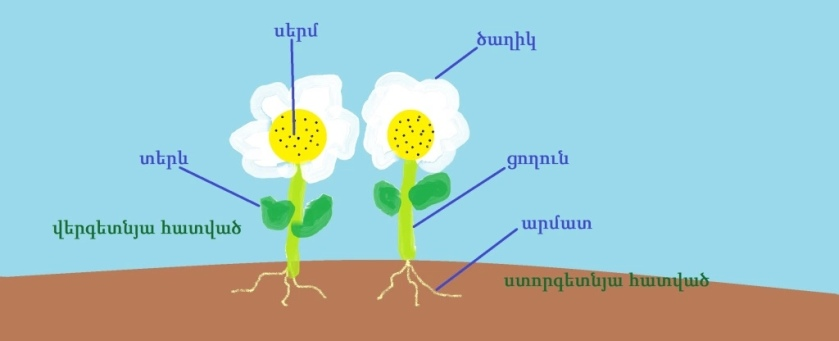 սերմ
ծաղիկ
տերև
ցողուն
վերգետնյա հատված
արմատ
ստորգետնյա հատված